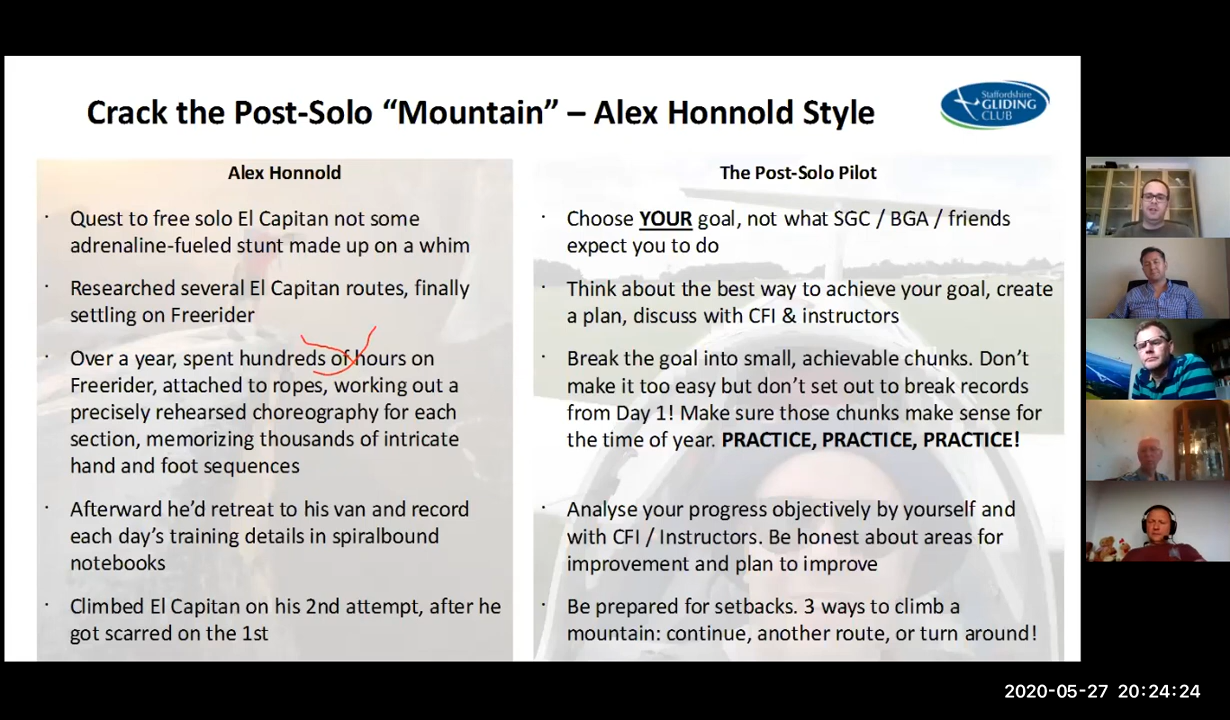 Crack the Post-Solo “Mountain” – Alex Honnold Style
Staffordshire
GLIDING
CLUB
Alex Honnold
· Quest to free solo El Capitan not some
adrenaline-fueled stunt made up on a whim
· Researched several El Capitan routes, finally
settling on Freerider
· Over a year, spent hundreds of hours on
Freerider, attached to ropes, working out a
precisely rehearsed choreography for each
section, memorizing thousands of intricate
hand and foot sequences
· Afterward he’d retreat to his van and record
each day’s training details in spiralbound
notebooks
· Climbed El Capitan on his 2nd attempt, after he
got scarred on the 1st
The Post-Solo Pilot
· Choose YOUR goal, not what SGC / BGA / friends
expect you to do
· Think about the best way to achieve your goal, create
a plan, discuss with CFI & instructors
· Break the goal into small, achievable chunks. Don’t
make it too easy but don’t set out to break records
from Day 1! Make sure those chunks make sense for
the time of year. PRACTICE, PRACTICE, PRACTICE!
· Analyse your progress objectively by yourself and
with CFI / Instructors. Be honest about areas for
improvement and plan to improve
· Be prepared for setbacks. 3 ways to climb a
mountain: continue, another route, or turn around!
2020-05-27 20:24:24